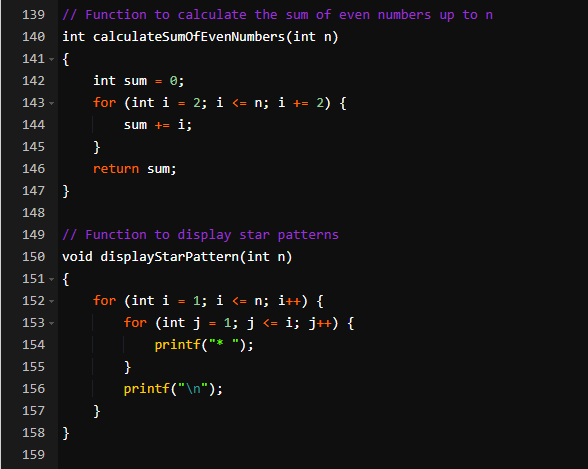 139 // Function to calculate the sum of even numbers up to n
140 int calculateSumOfEvenNumbers(int n)
141 {
142     int sum = 0;
143     for (int i = 2; i <= n; i += 2) {
144         sum += i;
145     }
146     return sum;
147 }
148
149 // Function to display star patterns
150 void displayStarPattern(int n)
151 {
152     for (int i = 1; i <= n; i++) {
153         for (int j = 1; j <= i; j++) {
154             printf("* ");
155         }
156         printf("\n");
157     }
158 }
159